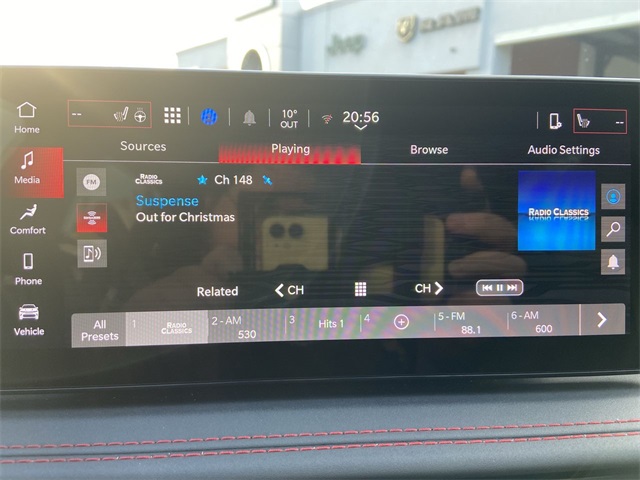 Jeep
Home
--
10°
OUT
20:56
--
Sources
Playing
Browse
Audio Settings
Media
FM
RADIO
CLASSICS
Ch 148
Suspense
Out for Christmas
RADIO CLASSICS
Comfort
Phone
Related
CH
CH
Vehicle
All
Presets
1
RADIO
CLASSICS
2 - AM
530
3
Hits 1
4
5 - FM
88.1
6 - AM
600